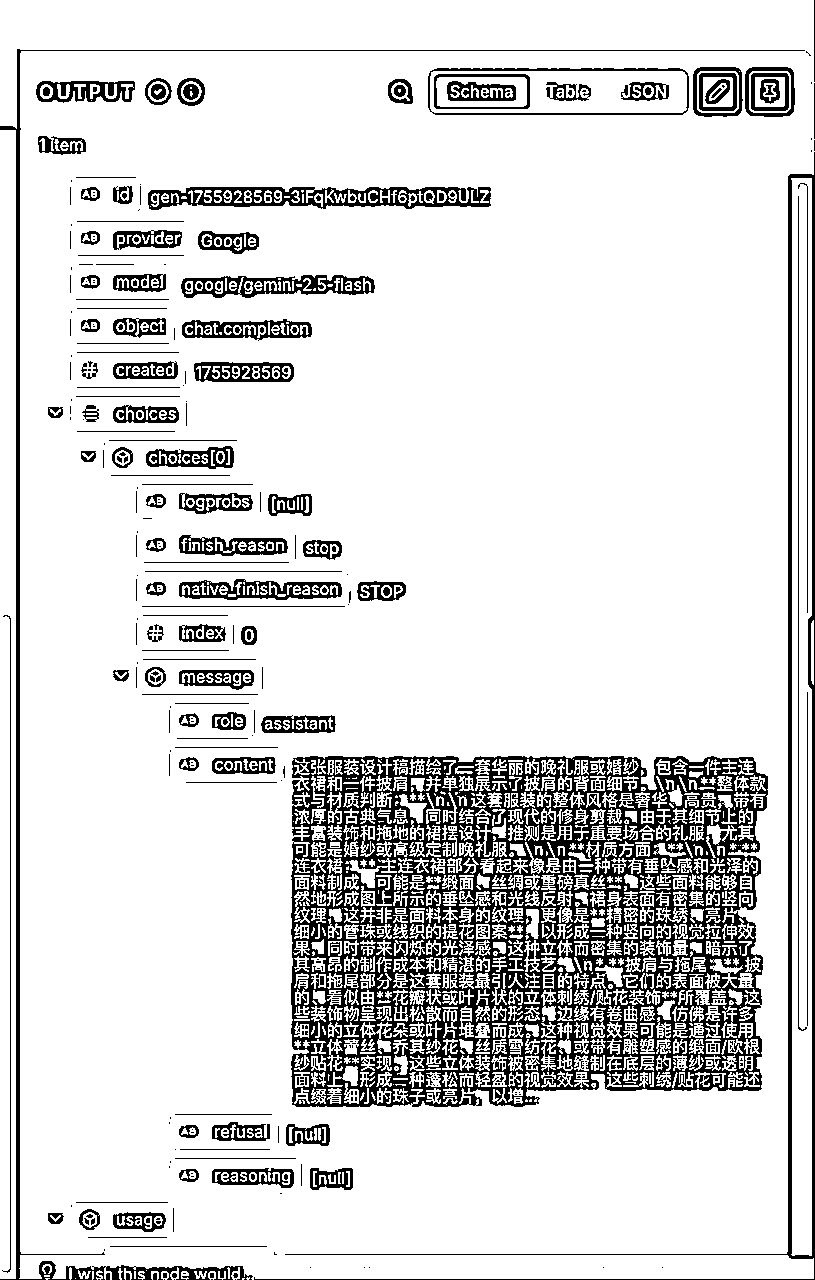 OUTPUT
Schema Table JSON
1 item
id gen-1755928569-3iFqKwbuCHf6ptQD9ULZ
provider Google
model google/gemini-2.5-flash
object chat.completion
created 1755928569
choices
choices[0]
logprobs [null]
finish_reason stop
native_finish_reason STOP
index 0
message
role assistant
content 这张服装设计稿描绘了一套华丽的晚礼服或婚纱，包含一件主连
衣裙和一件披肩，并单独展示了披肩的背面细节。\n\n**整体款
式与材质判断：**\n\n这套服装的整体风格是奢华、高贵、带有
浓厚的古典气息，同时结合了现代的修身剪裁。由于其细节上的
丰富装饰和拖地的裙摆设计，推测是用于重要场合的礼服，尤其
可能是婚纱或高级定制晚礼服。\n\n**材质方面：**\n\n* **
连衣裙：** 主连衣裙部分看起来像是由一种带有垂坠感和光泽的
面料制成，可能是**缎面、丝绸或重磅真丝**。这些面料能够自
然地形成图上所示的垂坠感和光线反射。裙身表面有密集的竖向
纹理，这并非是面料本身的纹理，更像是**精密的珠绣、亮片、
细小的管珠或线织的提花图案**，以形成一种竖向的视觉拉伸效
果，同时带来闪烁的光泽感。这种立体而密集的装饰量，暗示了
其高昂的制作成本和精湛的手工技艺。\n* **披肩与拖尾：** 披
肩和拖尾部分是这套服装最引人注目的特点。它们的表面被大量
的、看似由**花瓣状或叶片状的立体刺绣/贴花装饰**所覆盖。这
些装饰物呈现出松散而自然的形态，边缘有卷曲感，仿佛是许多
细小的立体花朵或叶片堆叠而成。这种视觉效果可能是通过使用
**立体蕾丝、乔其纱花、丝质雪纺花，或带有雕塑感的缎面/欧根
纱贴花**实现。这些立体装饰被密集地缝制在底层的薄纱或透明
面料上，形成一种蓬松而轻盈的视觉效果。这些刺绣/贴花可能还
点缀着细小的珠子或亮片，以增...
refusal [null]
reasoning [null]
usage
I wish this node would...